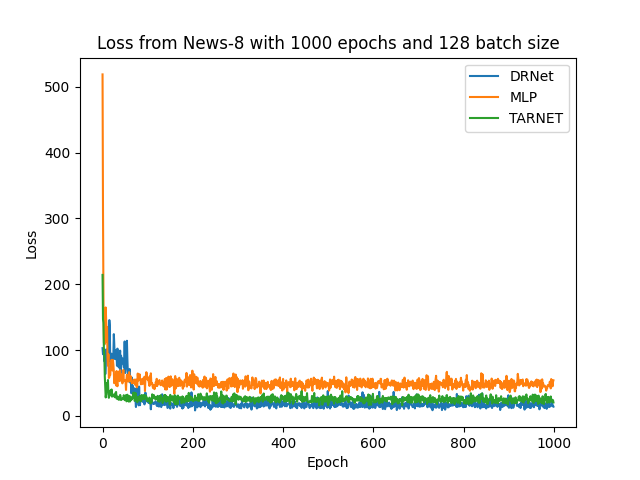 Loss from News-8 with 1000 epochs and 128 batch size
DRNet
MLP
TARNET
500
400
300
200
100
0
Loss
0 200 400 600 800 1000
Epoch